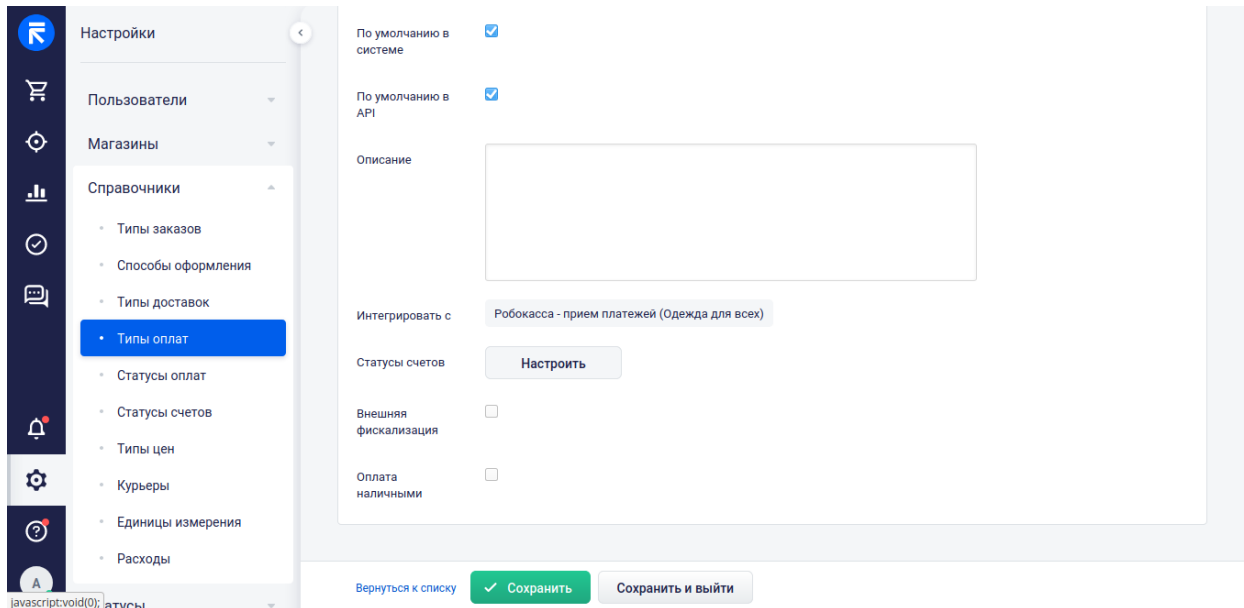 Настройки
Пользователи
Магазины
Справочники
Типы заказов
Способы оформления
Типы доставок
Типы оплат
Статусы оплат
Статусы счетов
Типы цен
Курьеры
Единицы измерения
Расходы
A
javascript:void(0);
По умолчанию в
системе
По умолчанию в
API
Описание
Интегрировать с
Робокасса - прием платежей (Одежда для всех)
Статусы счетов
Настроить
Внешняя
фискализация
Оплата
наличными
Вернуться к списку
Сохранить
Сохранить и выйти